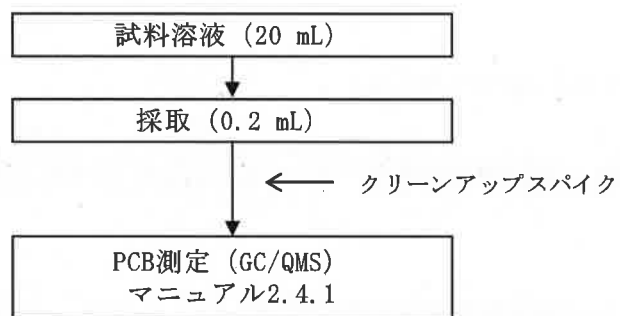 試料溶液 (20 mL)
採取 (0.2 mL)
クリーンアップスパイク
PCB測定 (GC/QMS)
マニュアル2.4.1